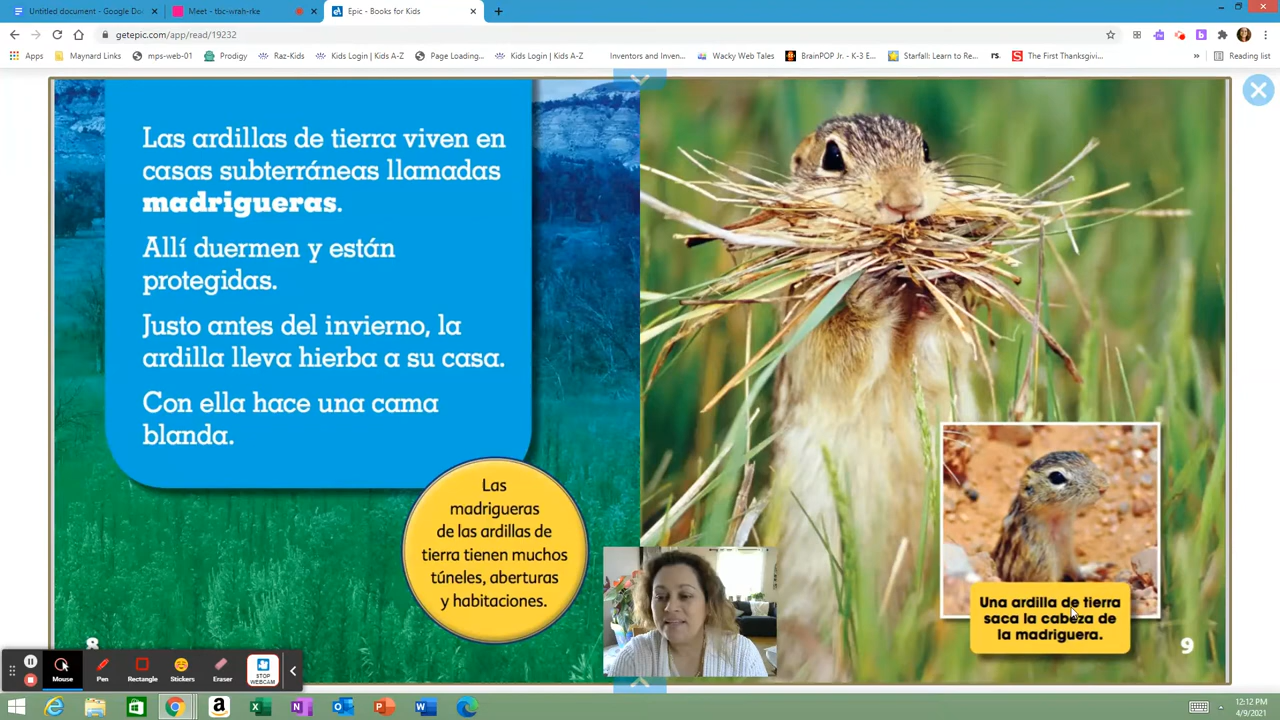 Untitled document - Google Doc
Meet - tbc-wrah-rke
Epic - Books for Kids
getepic.com/app/read/19232
Apps
Maynard Links
mps-web-01
Prodigy
Raz-Kids
Kids Login | Kids A-Z
Page Loading...
Kids Login | Kids A-Z
Inventors and Inven...
Wacky Web Tales
BrainPOP Jr. - K-3 E...
Starfall: Learn to Re...
rs.
The First Thanksgivi...
»
Reading list
Las ardillas de tierra viven en
casas subterráneas llamadas
madrigueras.
Allí duermen y están
protegidas.
Justo antes del invierno, la
ardilla lleva hierba a su casa.
Con ella hace una cama
blanda.
Las
madrigueras
de las ardillas de
tierra tienen muchos
túneles, aberturas
y habitaciones.
8
Una ardilla de tierra
saca la cabeza de
la madriguera.
9
Mouse
Pen
Rectangle
Stickers
Eraser
STOP
WEBCAM
12:12 PM
4/9/2021